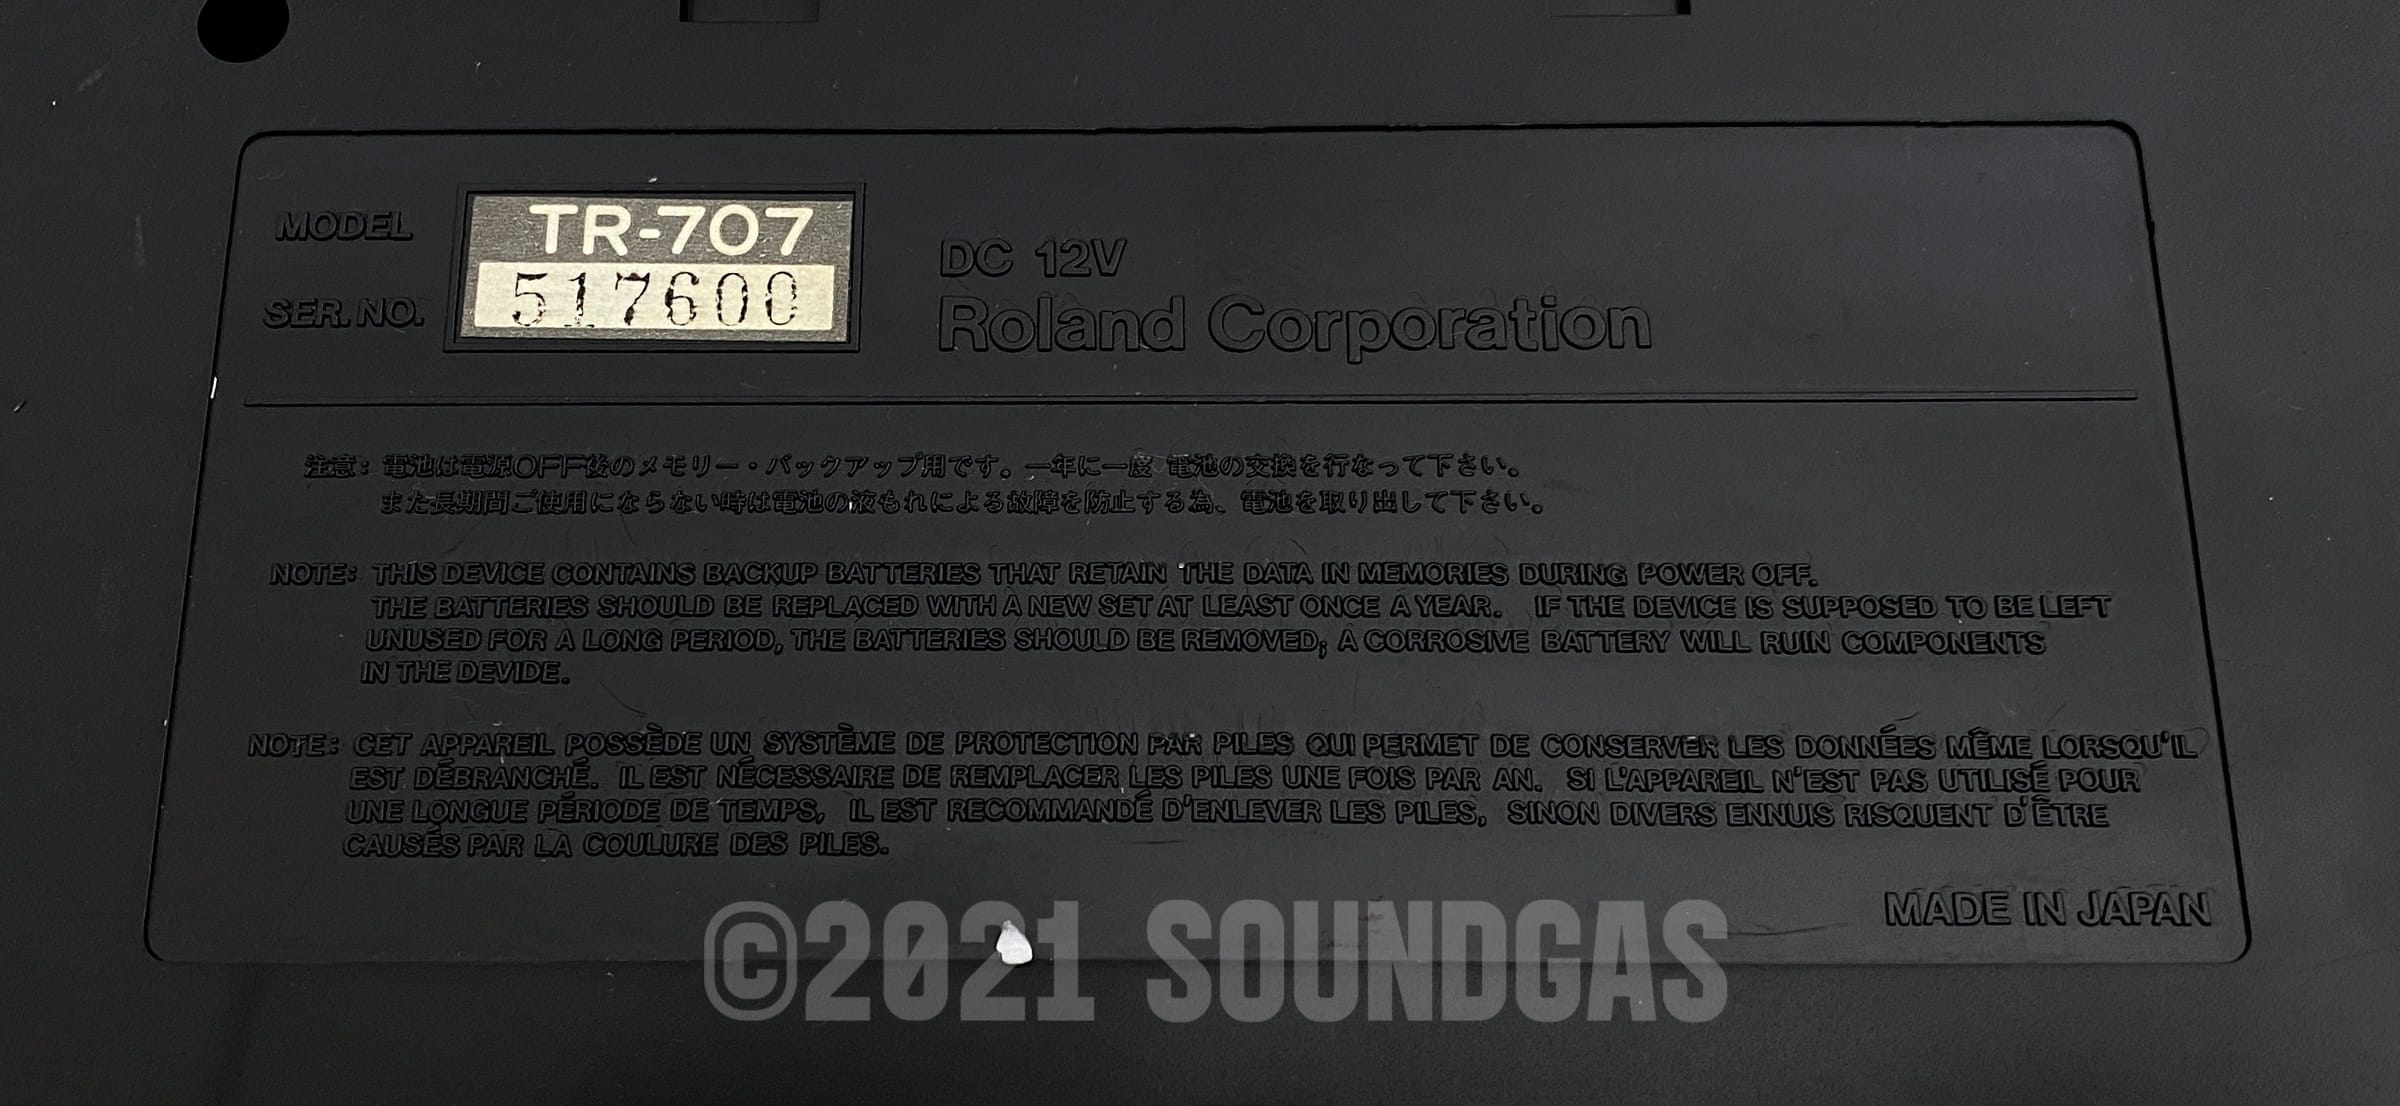 MODEL TR-707
SER. NO. 517600
DC 12V
Roland Corporation
注意: 電池は電源OFF後のメモリー・バックアップ用です。一年に一度 電池の交換を行なって下さい。
また長期間ご使用にならない時は電池の液もれによる故障を防止する為、電池を取り出して下さい。
NOTE: THIS DEVICE CONTAINS BACKUP BATTERIES THAT RETAIN THE DATA IN MEMORIES DURING POWER OFF.
THE BATTERIES SHOULD BE REPLACED WITH A NEW SET AT LEAST ONCE A YEAR. IF THE DEVICE IS SUPPOSED TO BE LEFT
UNUSED FOR A LONG PERIOD, THE BATTERIES SHOULD BE REMOVED; A CORROSIVE BATTERY WILL RUIN COMPONENTS
IN THE DEVIDE.
NOTE: CET APPAREIL POSSÈDE UN SYSTÈME DE PROTECTION PAR PILES QUI PERMET DE CONSERVER LES DONNÉES MÊME LORSQU'IL
EST DÉBRANCHÉ. IL EST NÉCESSAIRE DE REMPLACER LES PILES UNE FOIS PAR AN. SI L'APPAREIL N'EST PAS UTILISÉ POUR
UNE LONGUE PÉRIODE DE TEMPS, IL EST RECOMMANDÉ D'ENLEVER LES PILES, SINON DIVERS ENNUIS RISQUENT D'ÊTRE
CAUSÉS PAR LA COULURE DES PILES.
MADE IN JAPAN
©2021 SOUNDGAS